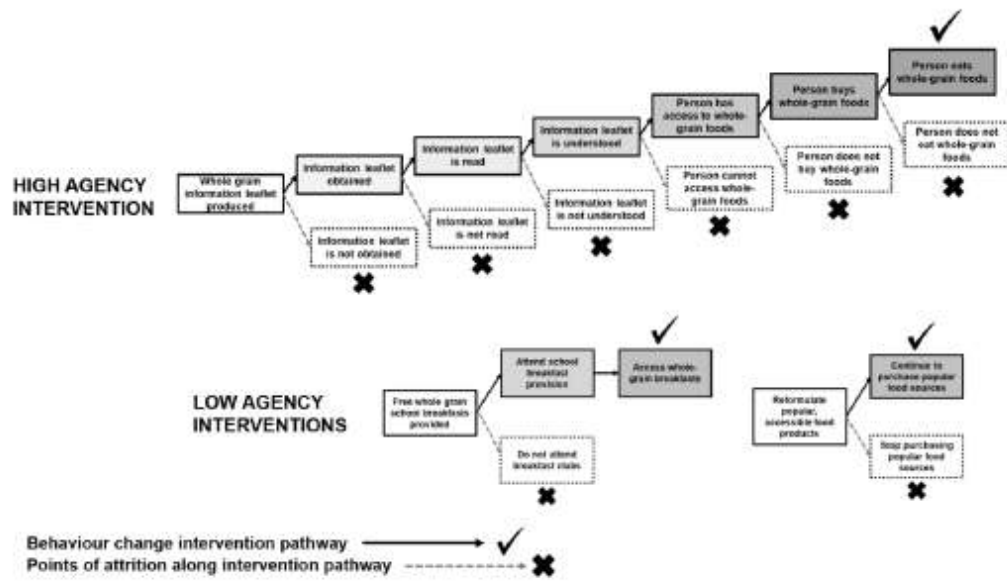 Person eats
whole-grain foods
Person buys
whole-grain foods
Person has
access to whole-
grain foods
Information leaflet
is understood
Information leaflet
is read
Information leaflet
obtained
Whole grain
information leaflet
produced
HIGH AGENCY
INTERVENTION
Person does not
eat whole-grain
foods
Person does not
buy whole-grain
foods
Person cannot
access whole-
grain foods
Information leaflet
is not understood
Information leaflet
is not read
Information leaflet
is not obtained
LOW AGENCY
INTERVENTIONS
Free whole grain
school breakfasts
provided
Attend school
breakfast
provision
Access whole-
grain breakfasts
Do not attend
breakfast clubs
Reformulate
popular,
accessible food
products
Continue to
purchase popular
food sources
Stop purchasing
popular food
sources
Behaviour change intervention pathway
Points of attrition along intervention pathway